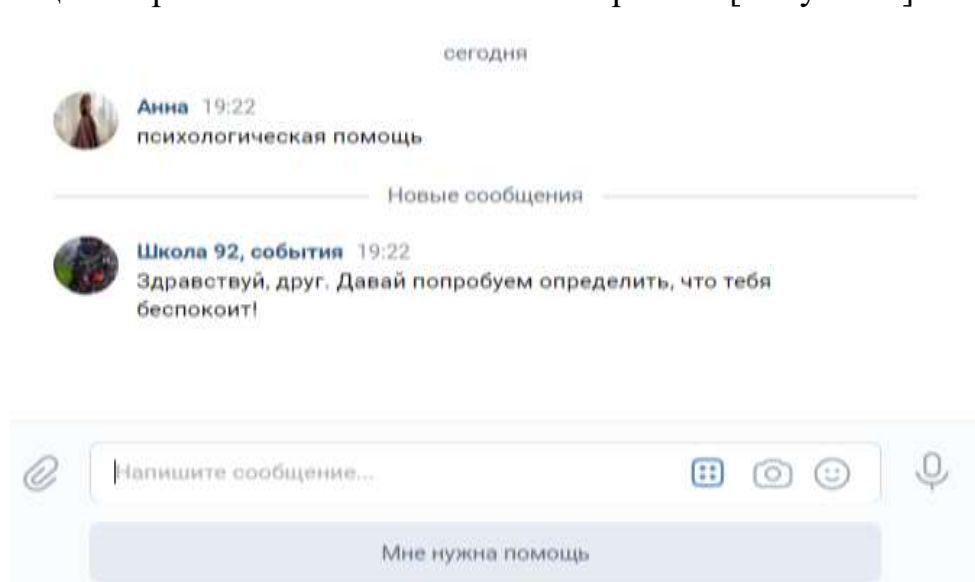 сегодня
Анна 19:22
психологическая помощь
Новые сообщения
Школа 92, события 19:22
Здравствуй, друг. Давай попробуем определить, что тебя
беспокоит!
Напишите сообщение...
Мне нужна помощь